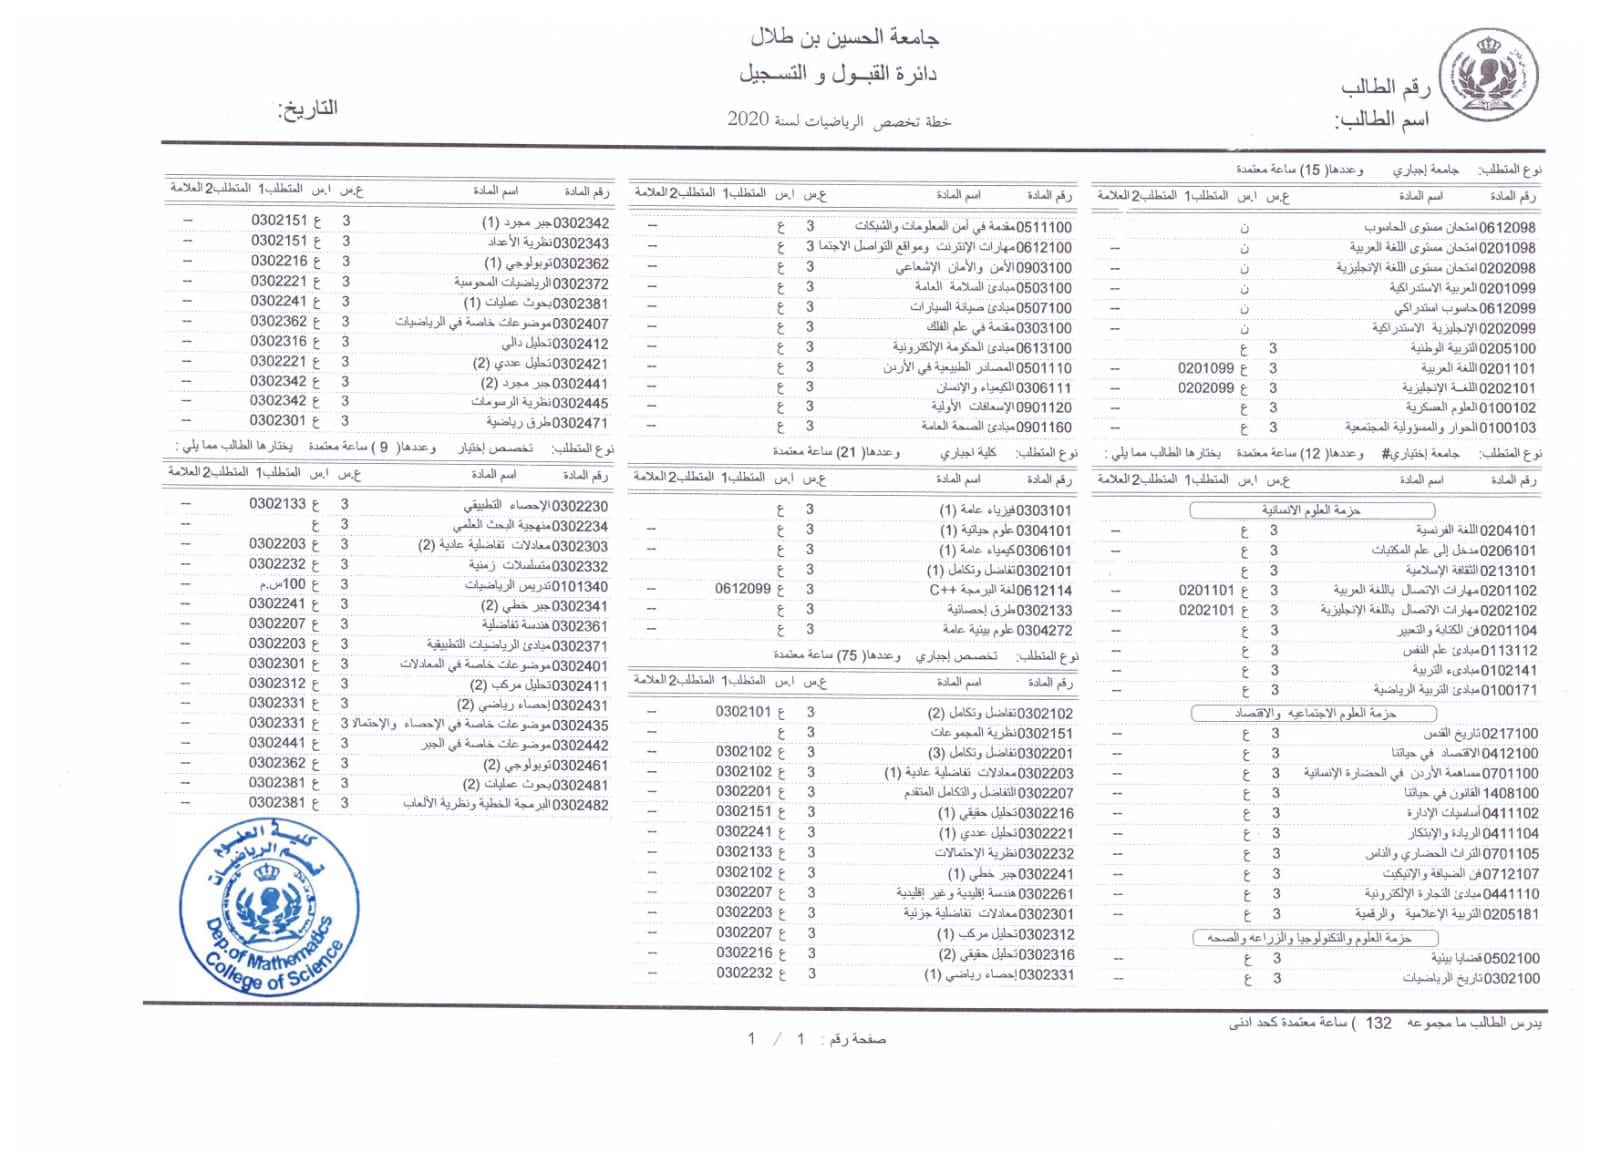 جامعة الحسين بن طلال
دائرة القبول و التسجيل
خطة تخصص الرياضيات لسنة 2020
رقم الطالب
اسم الطالب:
التاريخ:
نوع المتطلب: جامعة إجباري وعددها( 15) ساعة معتمدة
رقم المادة اسم المادة ع.س ا.س المتطلب1 المتطلب2 العلامة
0612098 امتحان مستوى الحاسوب ن
0201098 امتحان مستوى اللغة العربية ن --
0202098 امتحان مستوى اللغة الإنجليزية ن --
0201099 العربية الاستدراكية ن --
0612099 حاسوب استدراكي ن --
0202099 الإنجليزية الاستدراكية ن --
0205100 التربية الوطنية 3 ع
0201101 اللغة العربية 3 ع 0201099 --
0202101 اللغة الإنجليزية 3 ع 0202099 --
0100102 العلوم العسكرية 3 ع --
0100103 الحوار والمسؤولية المجتمعية 3 ع --
نوع المتطلب: جامعة إختياري# وعددها( 12) ساعة معتمدة يختارها الطالب مما يلي :
رقم المادة اسم المادة ع.س ا.س المتطلب1 المتطلب2 العلامة
حزمة العلوم الانسانية
0204101 اللغة الفرنسية 3 ع --
0206101 مدخل إلى علم المكتبات 3 ع --
0213101 الثقافة الإسلامية 3 ع
0201102 مهارات الاتصال باللغة العربية 3 ع 0201101 --
0202102 مهارات الاتصال باللغة الإنجليزية 3 ع 0202101 --
0201104 فن الكتابة والتعبير 3 ع --
0113112 مبادئ علم النفس 3 ع --
0102141 مبادىء التربية 3 ع --
0100171 مبادئ التربية الرياضية 3 ع --
حزمة العلوم الاجتماعيه والاقتصاد
0217100 تاريخ القدس 3 ع --
0412100 الاقتصاد في حياتنا 3 ع --
0701100 مساهمة الأردن في الحضارة الإنسانية 3 ع --
1408100 القانون في حياتنا 3 ع --
0411102 أساسيات الإدارة 3 ع --
0411104 الريادة والإبتكار 3 ع --
0701105 التراث الحضاري والناس 3 ع --
0712107 فن الضيافة والإتيكيت 3 ع --
0441110 مبادئ التجارة الإلكترونية 3 ع --
0205181 التربية الإعلامية والرقمية 3 ع --
حزمة العلوم والتكنولوجيا والزراعه والصحه
0502100 قضايا بيئية 3 ع --
0302100 تاريخ الرياضيات 3 ع --
رقم المادة اسم المادة ع.س ا.س المتطلب1 المتطلب2 العلامة
0511100 مقدمة في أمن المعلومات والشبكات 3 ع --
0612100 مهارات الإنترنت ومواقع التواصل الاجتما 3 ع --
0903100 الأمن والأمان الإشعاعي 3 ع --
0503100 مبادئ السلامة العامة 3 ع --
0507100 مبادئ صيانة السيارات 3 ع --
0303100 مقدمة في علم الفلك 3 ع --
0613100 مبادئ الحكومة الإلكترونية 3 ع --
0501110 المصادر الطبيعية في الأردن 3 ع --
0306111 الكيمياء والإنسان 3 ع --
0901120 الإسعافات الأولية 3 ع --
0901160 مبادئ الصحة العامة 3 ع --
نوع المتطلب: كلية اجباري وعددها( 21) ساعة معتمدة
رقم المادة اسم المادة ع.س ا.س المتطلب1 المتطلب2 العلامة
0303101 فيزياء عامة (1) 3 ع
0304101 علوم حياتية (1) 3 ع --
0306101 كيمياء عامة (1) 3 ع --
0302101 تفاضل وتكامل (1) 3 ع
0612114 لغة البرمجة C++ 3 ع 0612099 --
0302133 طرق إحصائية 3 ع --
0304272 علوم بيئية عامة 3 ع --
نوع المتطلب: تخصص إجباري وعددها( 75) ساعة معتمدة
رقم المادة اسم المادة ع.س ا.س المتطلب1 المتطلب2 العلامة
0302102 تفاضل وتكامل (2) 3 ع 0302101 --
0302151 نظرية المجموعات 3 ع --
0302201 تفاضل وتكامل (3) 3 ع 0302102 --
0302203 معادلات تفاضلية عادية (1) 3 ع 0302102 --
0302207 التفاضل والتكامل المتقدم 3 ع 0302201 --
0302216 تحليل حقيقي (1) 3 ع 0302151 --
0302221 تحليل عددي (1) 3 ع 0302241 --
0302232 نظرية الإحتمالات 3 ع 0302133 --
0302241 جبر خطي (1) 3 ع 0302102 --
0302261 هندسة إقليدية وغير إقليدية 3 ع 0302207 --
0302301 معادلات تفاضلية جزئية 3 ع 0302203 --
0302312 تحليل مركب (1) 3 ع 0302207 --
0302316 تحليل حقيقي (2) 3 ع 0302216 --
0302331 إحصاء رياضي (1) 3 ع 0302232 --
رقم المادة اسم المادة ع.س ا.س المتطلب1 المتطلب2 العلامة
0302342 جبر مجرد (1) 3 ع 0302151 --
0302343 نظرية الأعداد 3 ع 0302151 --
0302362 توبولوجي (1) 3 ع 0302216 --
0302372 الرياضيات المحوسبة 3 ع 0302221 --
0302381 بحوث عمليات (1) 3 ع 0302241 --
0302407 موضوعات خاصة في الرياضيات 3 ع 0302362 --
0302412 تحليل دالي 3 ع 0302316 --
0302421 تحليل عددي (2) 3 ع 0302221 --
0302441 جبر مجرد (2) 3 ع 0302342 --
0302445 نظرية الرسومات 3 ع 0302342 --
0302471 طرق رياضية 3 ع 0302301 --
نوع المتطلب: تخصص إختيار وعددها( 9 ) ساعة معتمدة يختارها الطالب مما يلي :
رقم المادة اسم المادة ع.س ا.س المتطلب1 المتطلب2 العلامة
0302230 الإحصاء التطبيقي 3 ع 0302133 --
0302234 منهجية البحث العلمي 3 ع --
0302303 معادلات تفاضلية عادية (2) 3 ع 0302203 --
0302332 متسلسلات زمنية 3 ع 0302232 --
0101340 تدريس الرياضيات 3 ع 100س.م --
0302341 جبر خطي (2) 3 ع 0302241 --
0302361 هندسة تفاضلية 3 ع 0302207 --
0302371 مبادئ الرياضيات التطبيقية 3 ع 0302203 --
0302401 موضوعات خاصة في المعادلات 3 ع 0302301 --
0302411 تحليل مركب (2) 3 ع 0302312 --
0302431 إحصاء رياضي (2) 3 ع 0302331 --
0302435 موضوعات خاصة في الإحصاء والإحتمالا 3 ع 0302331 --
0302442 موضوعات خاصة في الجبر 3 ع 0302441 --
0302461 توبولوجي (2) 3 ع 0302362 --
0302481 بحوث عمليات (2) 3 ع 0302381 --
0302482 البرمجة الخطية ونظرية الألعاب 3 ع 0302381 --
كلية العلوم
قسم الرياضيات
Dep.of Mathematics
College of Science
يدرس الطالب ما مجموعه 132 ) ساعة معتمدة كحد ادنى
صفحة رقم : 1 / 1